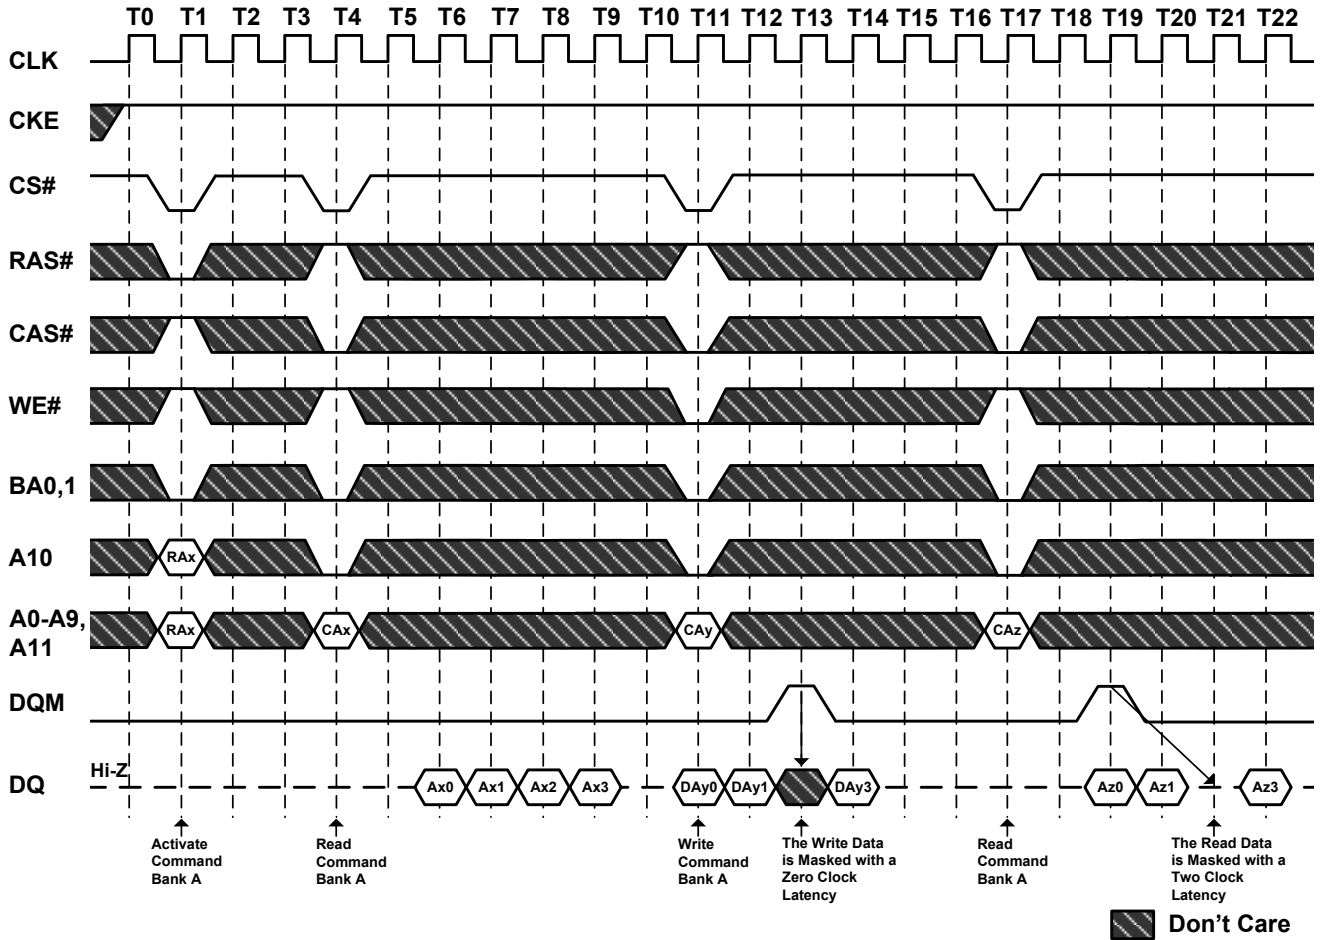 T0 T1 T2 T3 T4 T5 T6 T7 T8 T9 T10 T11 T12 T13 T14 T15 T16 T17 T18 T19 T20 T21 T22
CLK
CKE
CS#
RAS#
CAS#
WE#
BA0,1
A10 RAx
A0-A9,
A11 RAx CAx CAy CAz
DQM
DQ Hi-Z Ax0 Ax1 Ax2 Ax3 DAy0 DAy1 DAy3 Az0 Az1 Az3
Activate
Command
Bank A
Read
Command
Bank A
Write
Command
Bank A
The Write Data
is Masked with a
Zero Clock
Latency
Read
Command
Bank A
The Read Data
is Masked with a
Two Clock
Latency
Don't Care